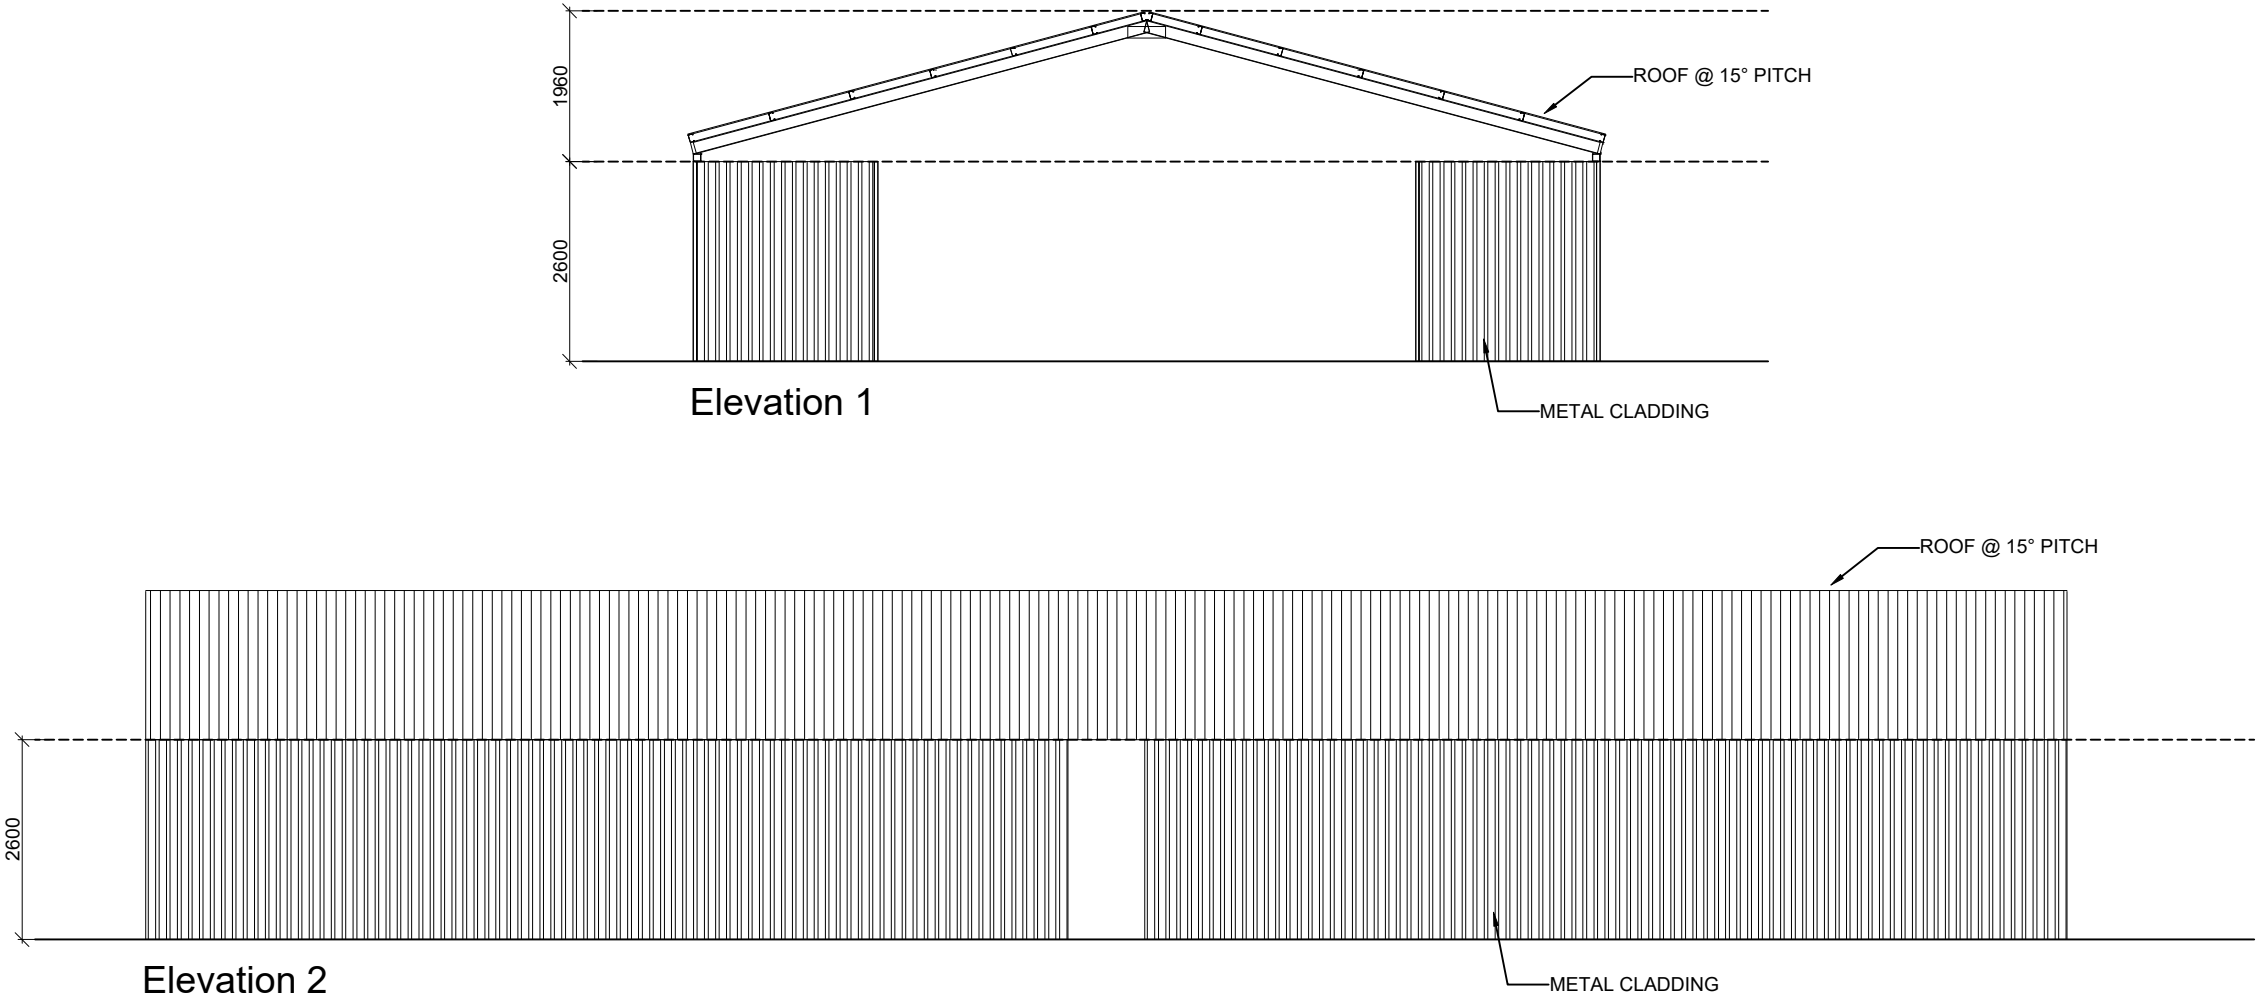 1960
ROOF @ 15° PITCH
2600
Elevation 1
METAL CLADDING
ROOF @ 15° PITCH
2600
Elevation 2
METAL CLADDING